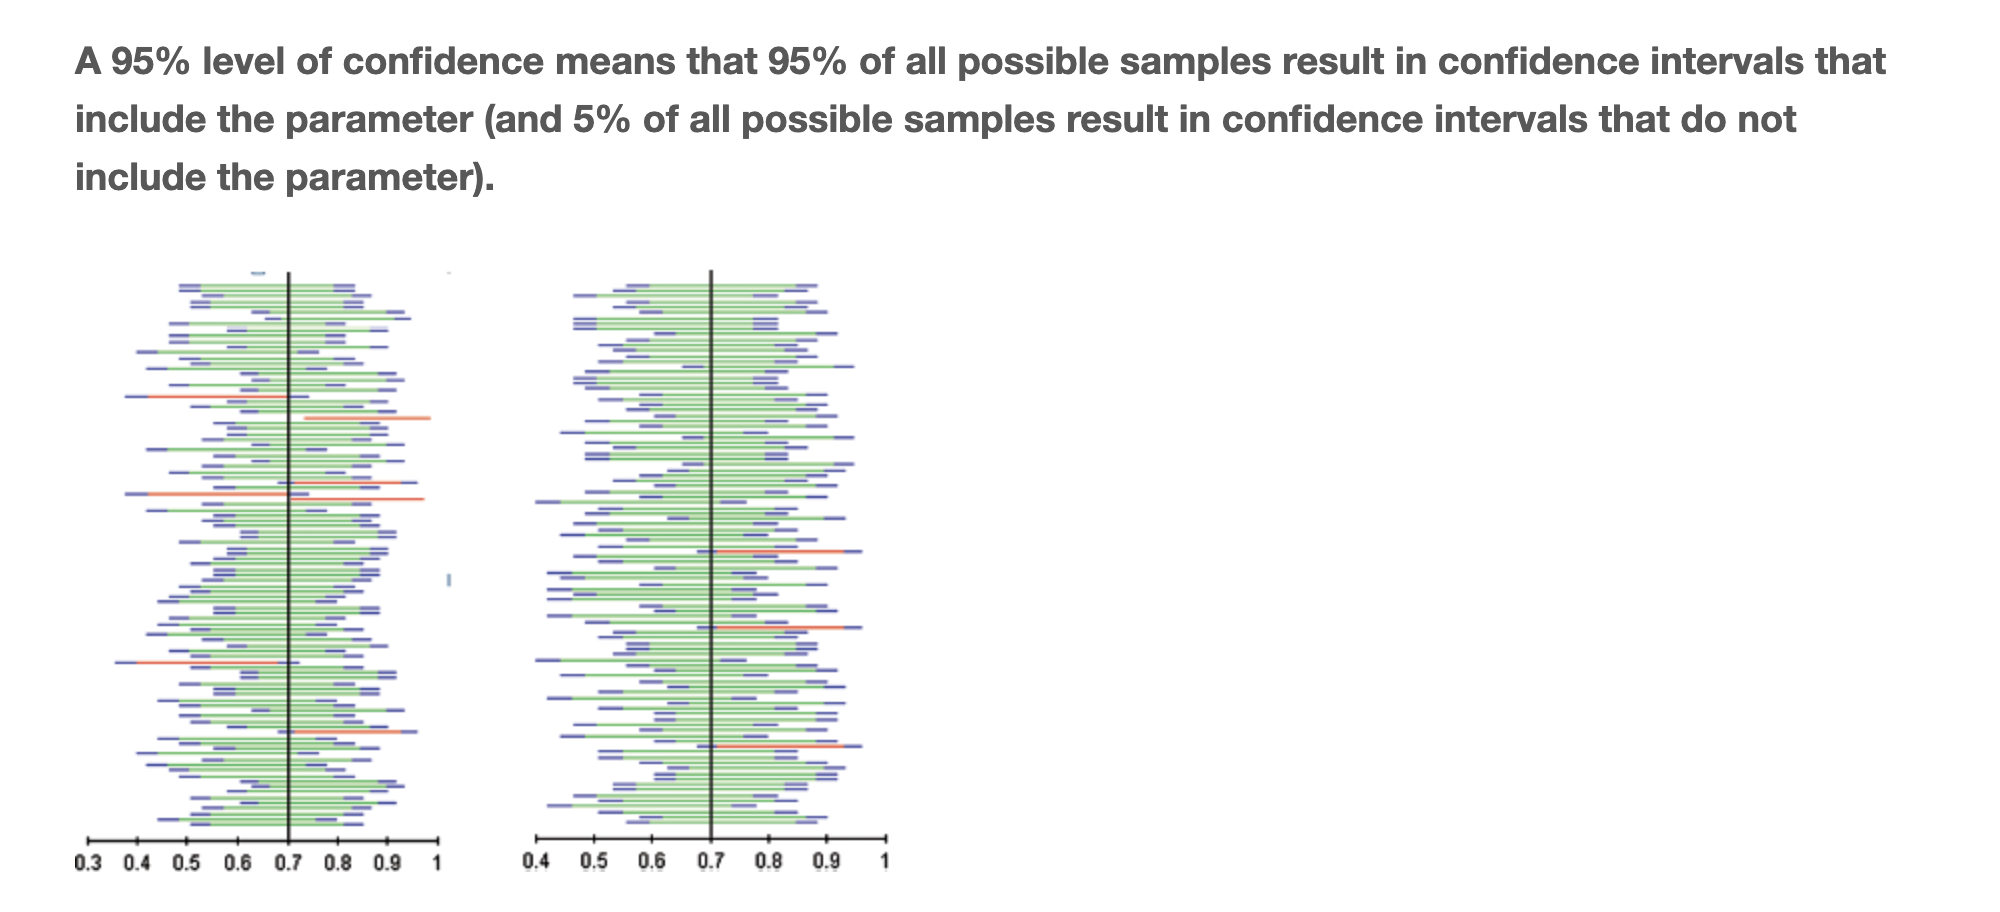 A 95% level of confidence means that 95% of all possible samples result in confidence intervals that
include the parameter (and 5% of all possible samples result in confidence intervals that do not
include the parameter).
0.3 0.4 0.5 0.6 0.7 0.8 0.9 1
0.4 0.5 0.6 0.7 0.8 0.9 1